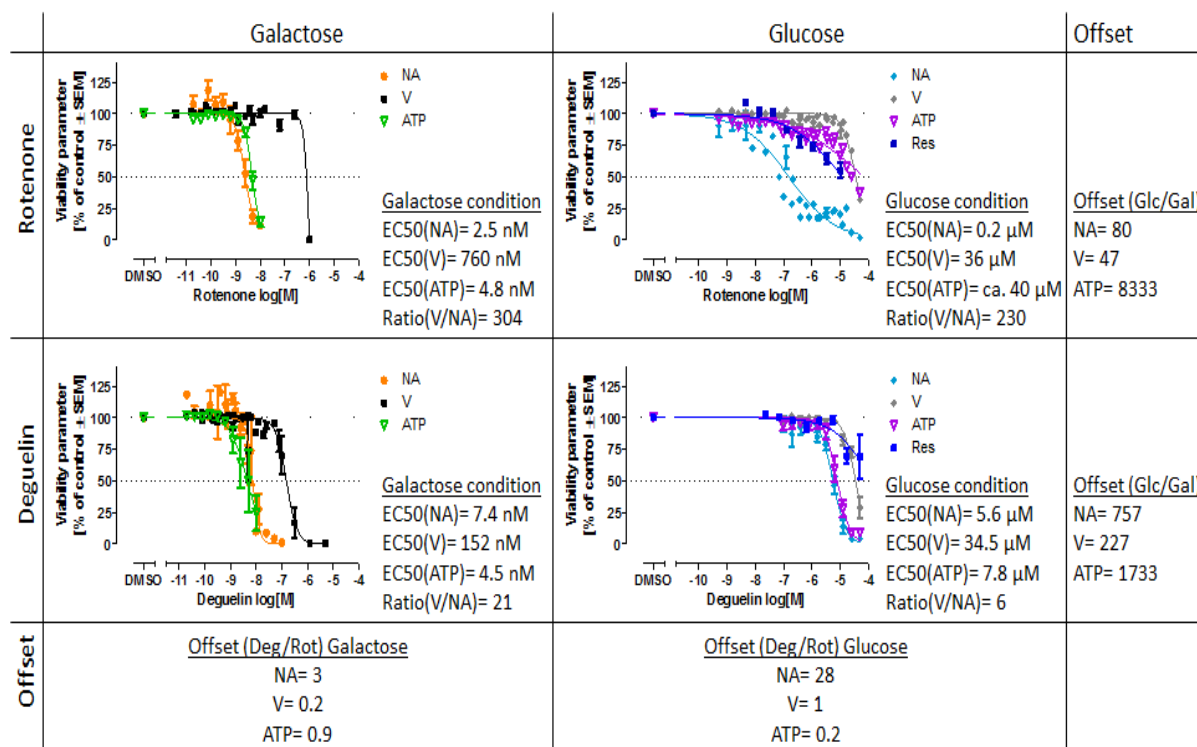 Galactose
Glucose
Offset
Rotenone
Viability parameter
[% of control ± SEM]
125
100
75
50
25
0
DMSO -11 -10 -9 -8 -7 -6 -5 -4
Rotenone log[M]
NA
V
ATP
Galactose condition
EC50(NA)= 2.5 nM
EC50(V)= 760 nM
EC50(ATP)= 4.8 nM
Ratio(V/NA)= 304
Viability parameter
[% of control ± SEM]
125
100
75
50
25
0
DMSO -10 -9 -8 -7 -6 -5 -4
Rotenone log[M]
NA
V
ATP
Res
Glucose condition
EC50(NA)= 0.2 µM
EC50(V)= 36 µM
EC50(ATP)= ca. 40 µM
Ratio(V/NA)= 230
Offset (Glc/Gal)
NA= 80
V= 47
ATP= 8333
Deguelin
Viability parameter
[% of control ± SEM]
125
100
75
50
25
0
DMSO -11 -10 -9 -8 -7 -6 -5 -4
Deguelin log[M]
NA
V
ATP
Galactose condition
EC50(NA)= 7.4 nM
EC50(V)= 152 nM
EC50(ATP)= 4.5 nM
Ratio(V/NA)= 21
Viability parameter
[% of control ± SEM]
125
100
75
50
25
0
DMSO -10 -9 -8 -7 -6 -5 -4
Deguelin log[M]
NA
V
ATP
Res
Glucose condition
EC50(NA)= 5.6 µM
EC50(V)= 34.5 µM
EC50(ATP)= 7.8 µM
Ratio(V/NA)= 6
Offset (Glc/Gal)
NA= 757
V= 227
ATP= 1733
Offset
Offset (Deg/Rot) Galactose
NA= 3
V= 0.2
ATP= 0.9
Offset (Deg/Rot) Glucose
NA= 28
V= 1
ATP= 0.2